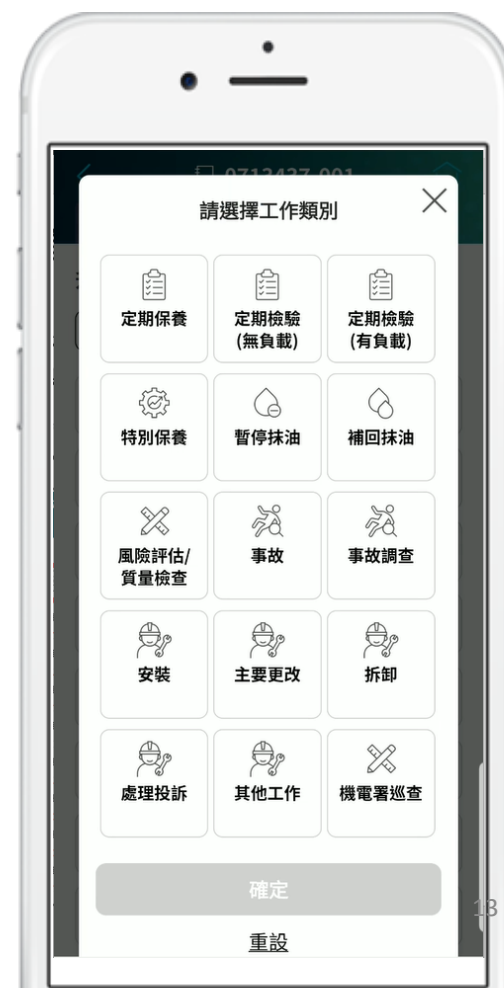 0713437-001
請選擇工作類別
定期保養
定期檢驗
(無負載)
定期檢驗
(有負載)
特別保養
暫停抹油
補回抹油
風險評估/
質量檢查
事故
事故調查
安裝
主要更改
拆卸
處理投訴
其他工作
機電署巡查
確定
13
重設